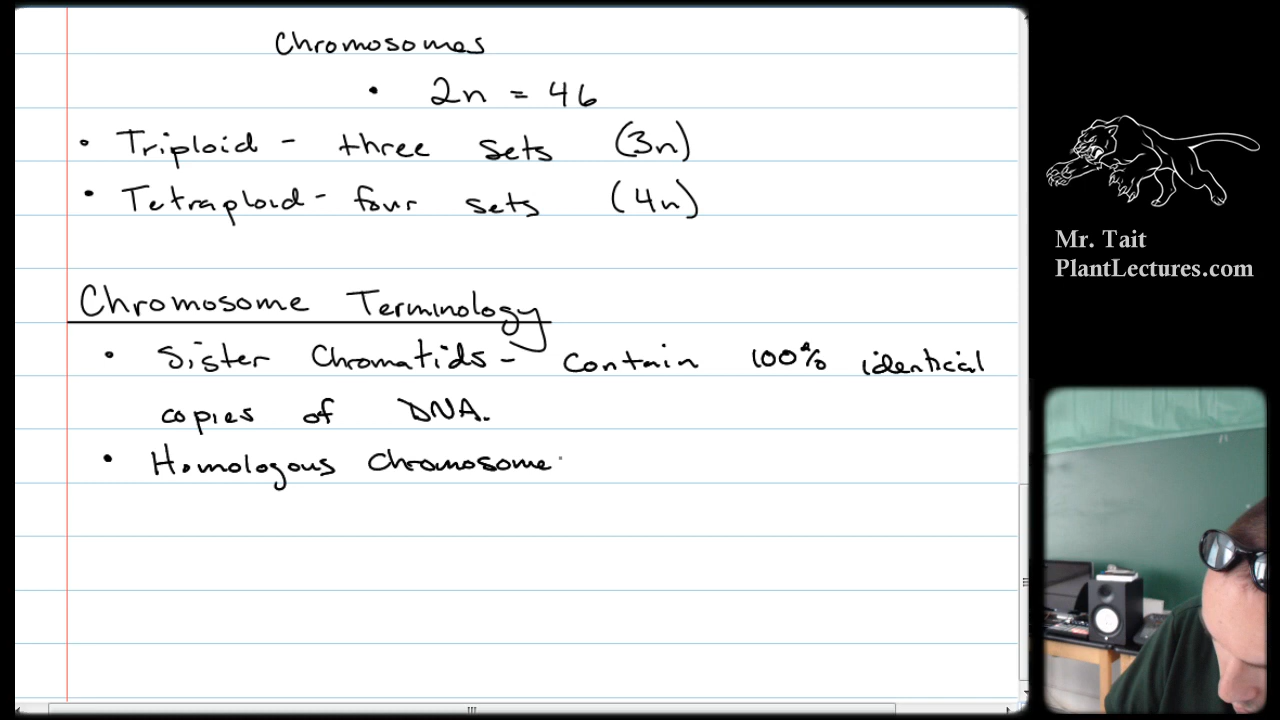 Chromosomes
• 2n = 46
• Triploid - three sets (3n)
• Tetraploid - four sets (4n)
Chromosome Terminology
• Sister Chromatids - contain 100% identical
copies of DNA.
• Homologous Chromosome
Mr. Tait
PlantLectures.com